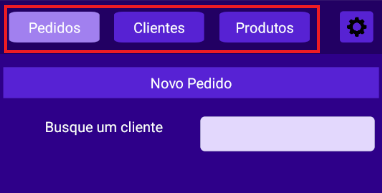 Pedidos Clientes Produtos
Novo Pedido
Busque um cliente